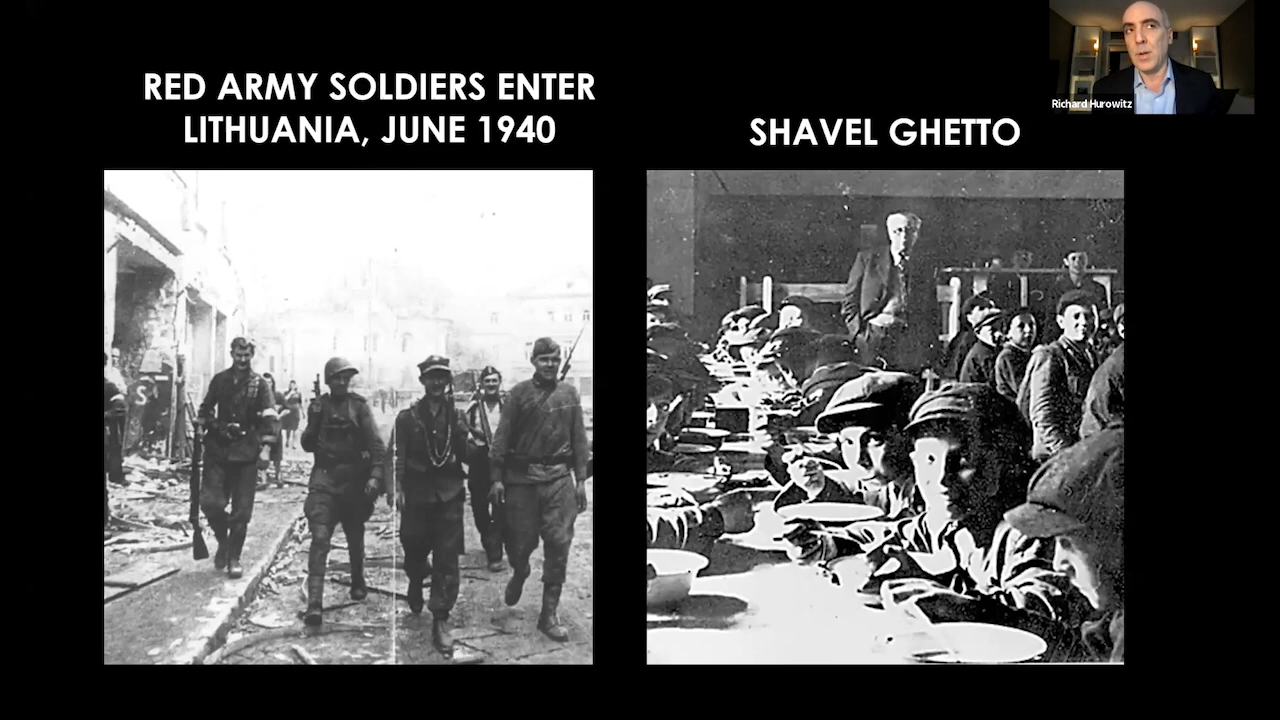 RED ARMY SOLDIERS ENTER
LITHUANIA, JUNE 1940
SHAVEL GHETTO
Richard Hurowitz